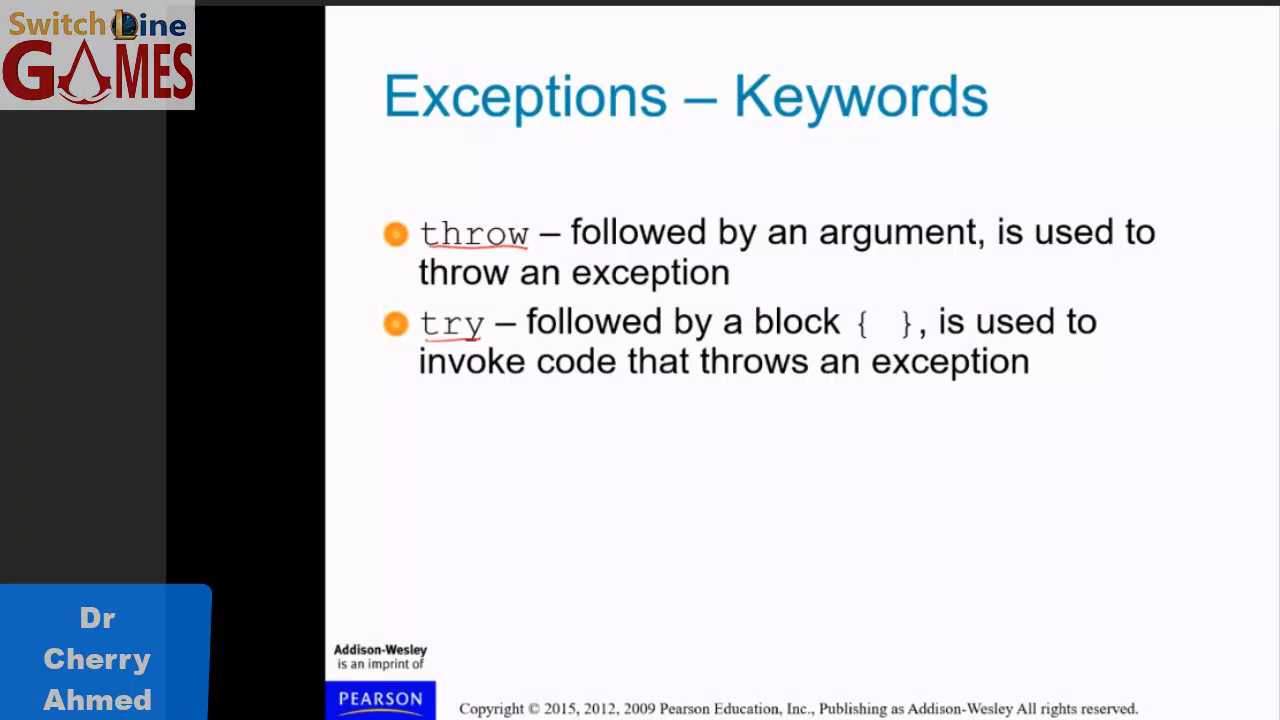 Switch Line
GAMES
Exceptions – Keywords
throw – followed by an argument, is used to
throw an exception
try – followed by a block { }, is used to
invoke code that throws an exception
Dr
Cherry
Ahmed
Addison-Wesley
is an imprint of
PEARSON
Copyright © 2015, 2012, 2009 Pearson Education, Inc., Publishing as Addison-Wesley All rights reserved.